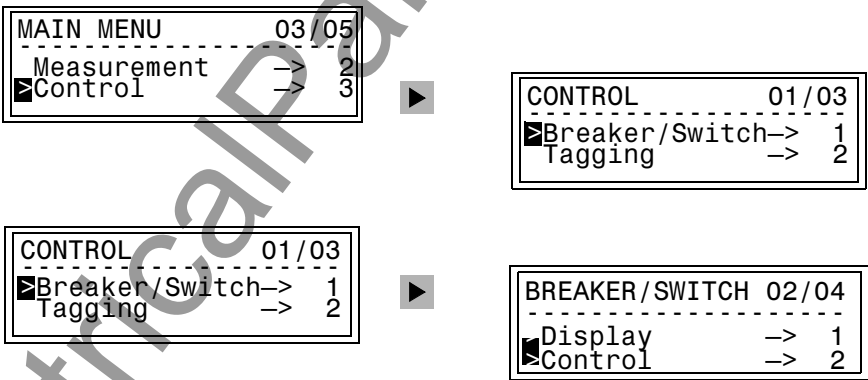 MAIN MENU 03/05
--------------------
Measurement —> 2
>Control —> 3
CONTROL 01/03
--------------------
>Breaker/Switch—> 1
Tagging —> 2
CONTROL 01/03
--------------------
>Breaker/Switch—> 1
Tagging —> 2
BREAKER/SWITCH 02/04
--------------------
Display —> 1
>Control —> 2